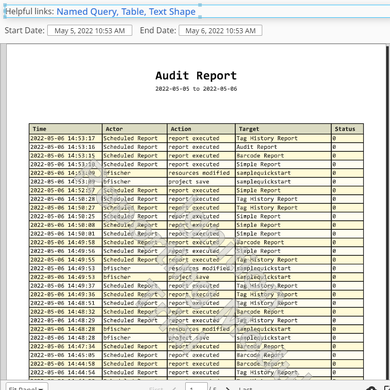 Helpful links: Named Query, Table, Text Shape
Start Date: May 5, 2022 10:53 AM End Date: May 6, 2022 10:53 AM
Audit Report
2022-05-05 to 2022-05-06
Time Actor Action Target Status
2022-05-06 14:53:17 Scheduled Report report executed Tag History Report 0
2022-05-06 14:53:16 Scheduled Report report executed Audit Report 0
2022-05-06 14:53:15 Scheduled Report report executed Barcode Report 0
2022-05-06 14:53:10 Scheduled Report report executed Simple Report 0
2022-05-06 14:53:09 bfischer resources modified samplequickstart 0
2022-05-06 14:53:09 bfischer project save samplequickstart 0
2022-05-06 14:52:57 Scheduled Report report executed Simple Report 0
2022-05-06 14:50:28 Scheduled Report report executed Tag History Report 0
2022-05-06 14:50:27 Scheduled Report report executed Tag History Report 0
2022-05-06 14:50:25 Scheduled Report report executed Simple Report 0
2022-05-06 14:50:08 Scheduled Report report executed Simple Report 0
2022-05-06 14:50:01 Scheduled Report report executed Simple Report 0
2022-05-06 14:49:58 Scheduled Report report executed Barcode Report 0
2022-05-06 14:49:56 Scheduled Report report executed Simple Report 0
2022-05-06 14:49:55 Scheduled Report report executed Tag History Report 0
2022-05-06 14:49:53 bfischer resources modified samplequickstart 0
2022-05-06 14:49:53 bfischer project save samplequickstart 0
2022-05-06 14:49:37 Scheduled Report report executed Tag History Report 0
2022-05-06 14:49:36 Scheduled Report report executed Tag History Report 0
2022-05-06 14:48:51 Scheduled Report report executed Tag History Report 0
2022-05-06 14:48:32 Scheduled Report report executed Barcode Report 0
2022-05-06 14:48:29 Scheduled Report report executed Tag History Report 0
2022-05-06 14:48:28 bfischer resources modified samplequickstart 0
2022-05-06 14:48:28 bfischer project save samplequickstart 0
2022-05-06 14:47:34 Scheduled Report report executed Barcode Report 0
2022-05-06 14:45:05 Scheduled Report report executed Barcode Report 0
2022-05-06 14:44:58 Scheduled Report report executed Barcode Report 0
2022-05-06 14:44:54 Scheduled Report report executed Tag History Report 0